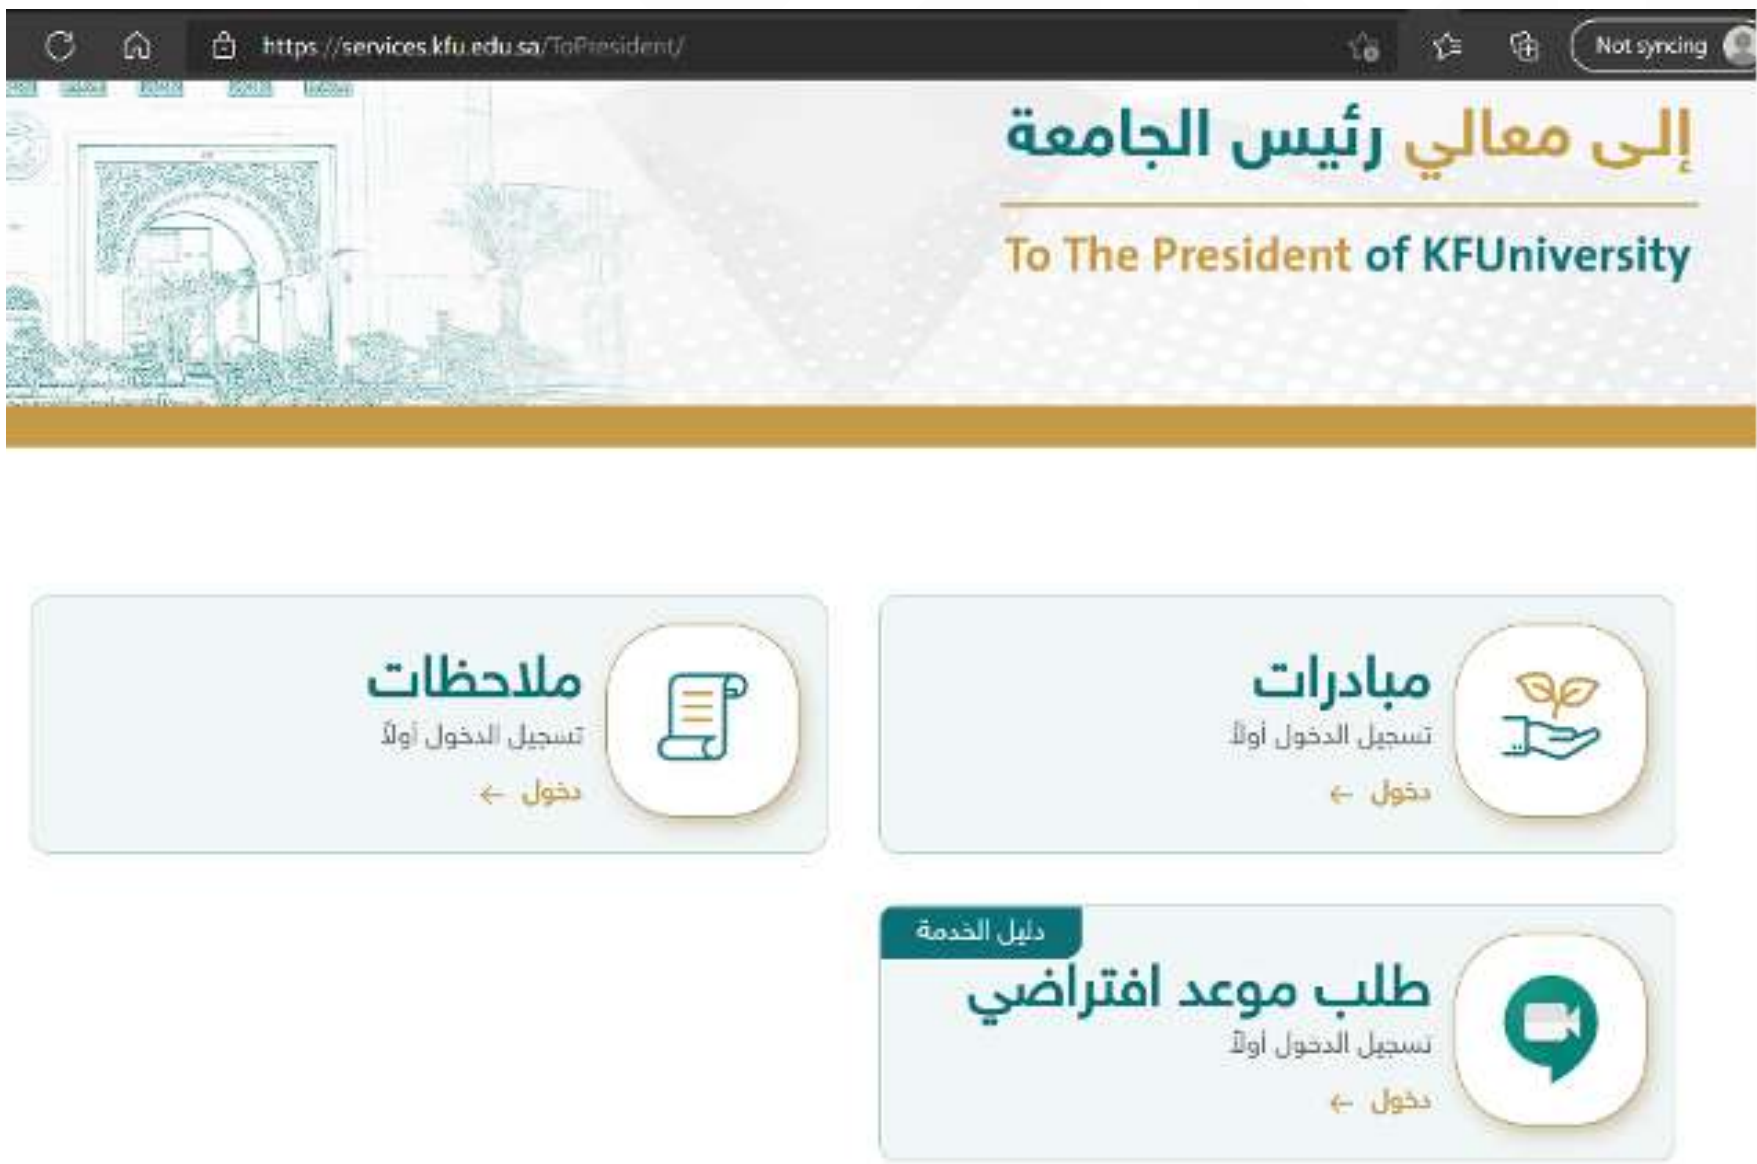 https://services.kfu.edu.sa/ToPresident/
Not syncing
إلى معالي رئيس الجامعة
To The President of KFUniversity
مبادرات
تسجيل الدخول أولاً
دخول ←
ملاحظات
تسجيل الدخول أولاً
دخول ←
دليل الخدمة
طلب موعد افتراضي
تسجيل الدخول أولاً
دخول ←